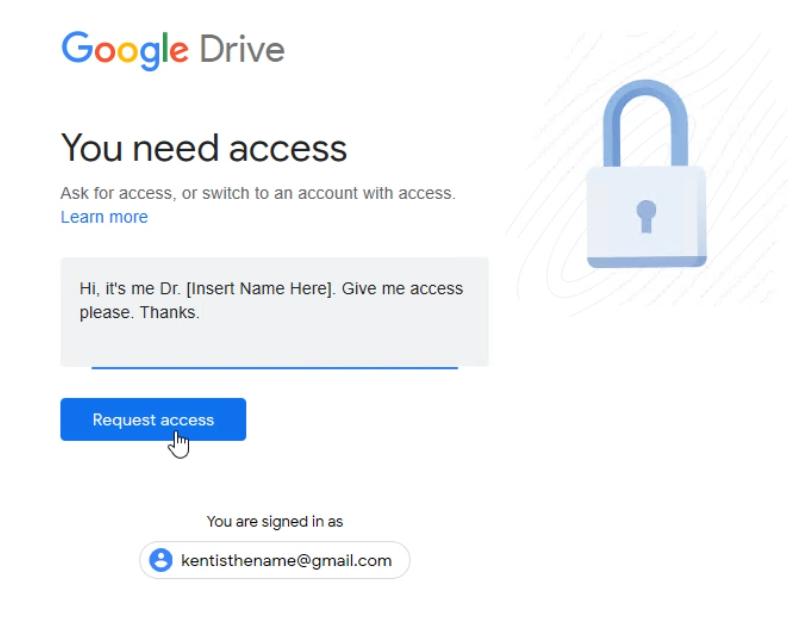 Google Drive
You need access
Ask for access, or switch to an account with access.
Learn more
Hi, it's me Dr. [Insert Name Here]. Give me access
please. Thanks.
Request access
You are signed in as
kentisthename@gmail.com